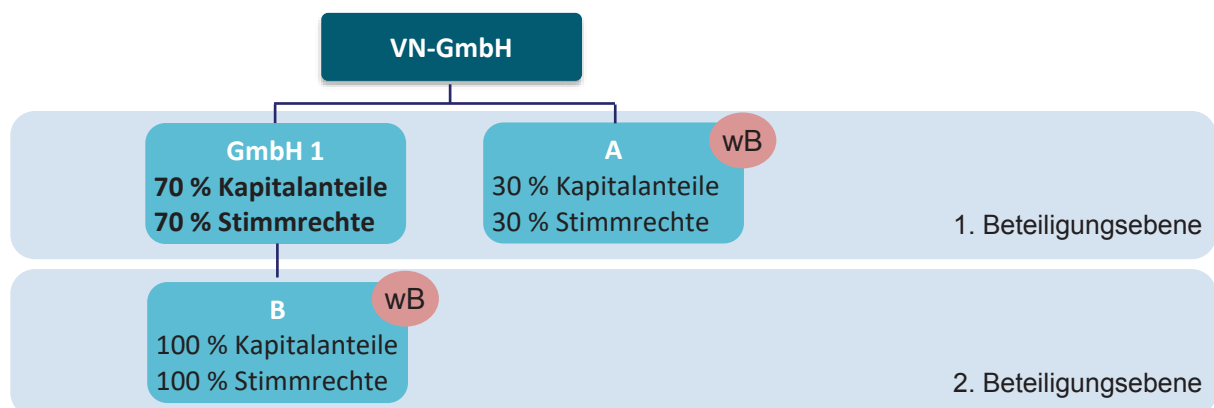 VN-GmbH
GmbH 1
70 % Kapitalanteile
70 % Stimmrechte
A
30 % Kapitalanteile
30 % Stimmrechte
wB
1. Beteiligungsebene
B
100 % Kapitalanteile
100 % Stimmrechte
wB
2. Beteiligungsebene